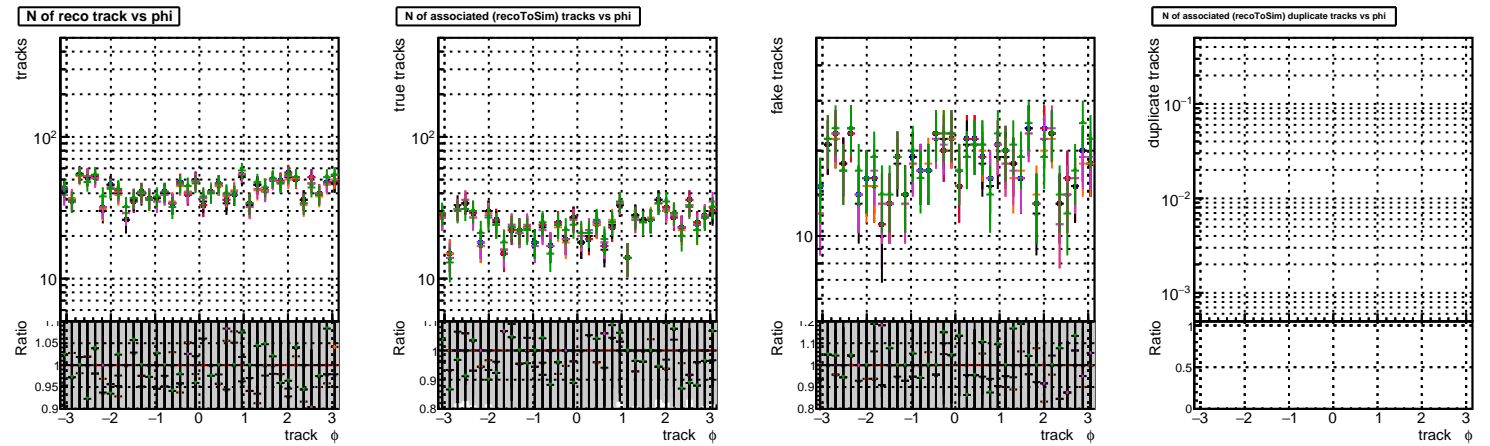 N of reco track vs phi
tracks
10²
10
Ratio
1.05
1
0.95
0.9
−3 −2 −1 0 1 2 3
track φ
N of associated (recoToSim) tracks vs phi
true tracks
10²
10
Ratio
1.1
1
0.9
0.8
−3 −2 −1 0 1 2 3
track φ
fake tracks
10
Ratio
1.2
1.1
1
0.9
0.8
−3 −2 −1 0 1 2 3
track φ
N of associated (recoToSim) duplicate tracks vs phi
duplicate tracks
10⁻¹
10⁻²
10⁻³
Ratio
1
0.5
0
−3 −2 −1 0 1 2 3
track φ